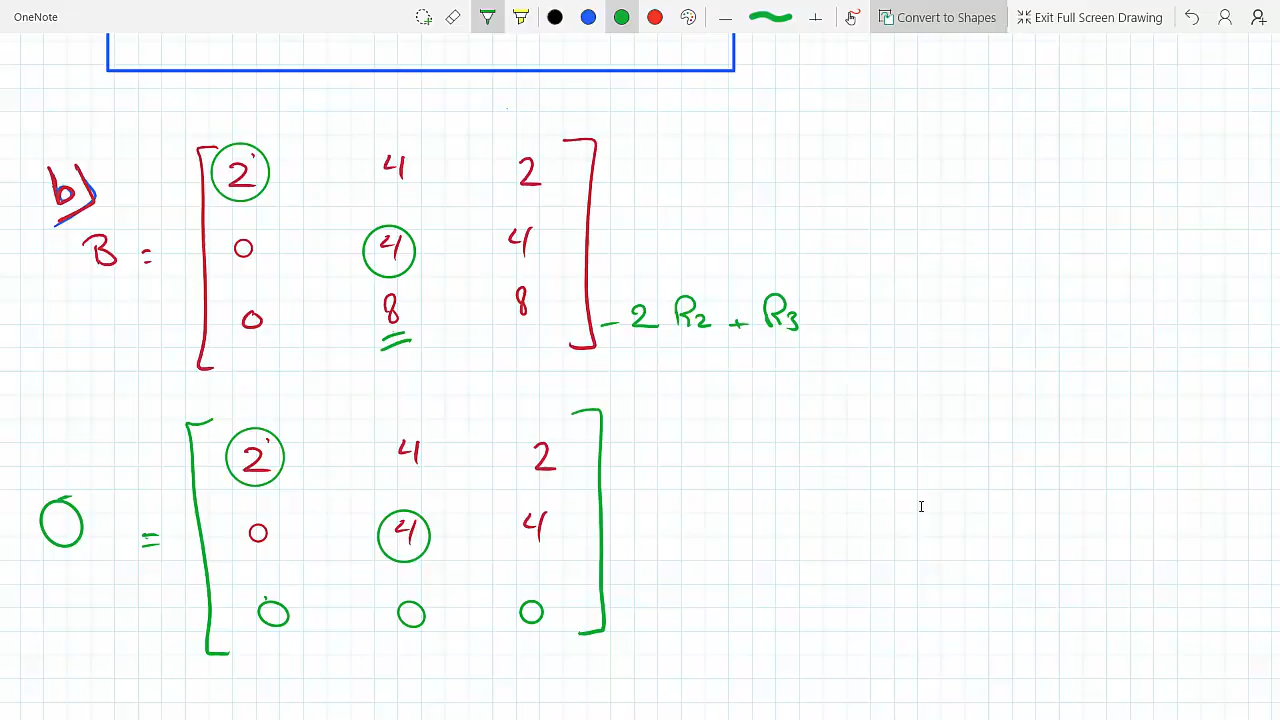 OneNote
Convert to Shapes
Exit Full Screen Drawing
b)
B = [ 2 4 2
0 4 4
0 8 8 ] - 2 R2 + R3
[ 2 4 2
0 = 0 4 4
0 0 0 ]